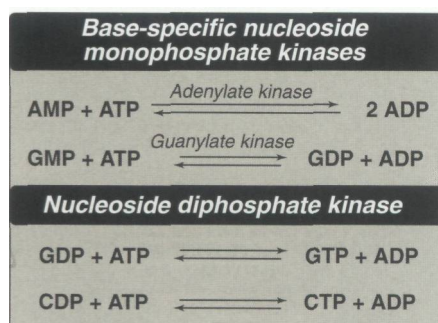 Base-specific nucleoside
monophosphate kinases
Adenylate kinase
AMP + ATP 2 ADP
Guanylate kinase
GMP + ATP GDP + ADP
Nucleoside diphosphate kinase
GDP + ATP GTP + ADP
CDP + ATP CTP + ADP